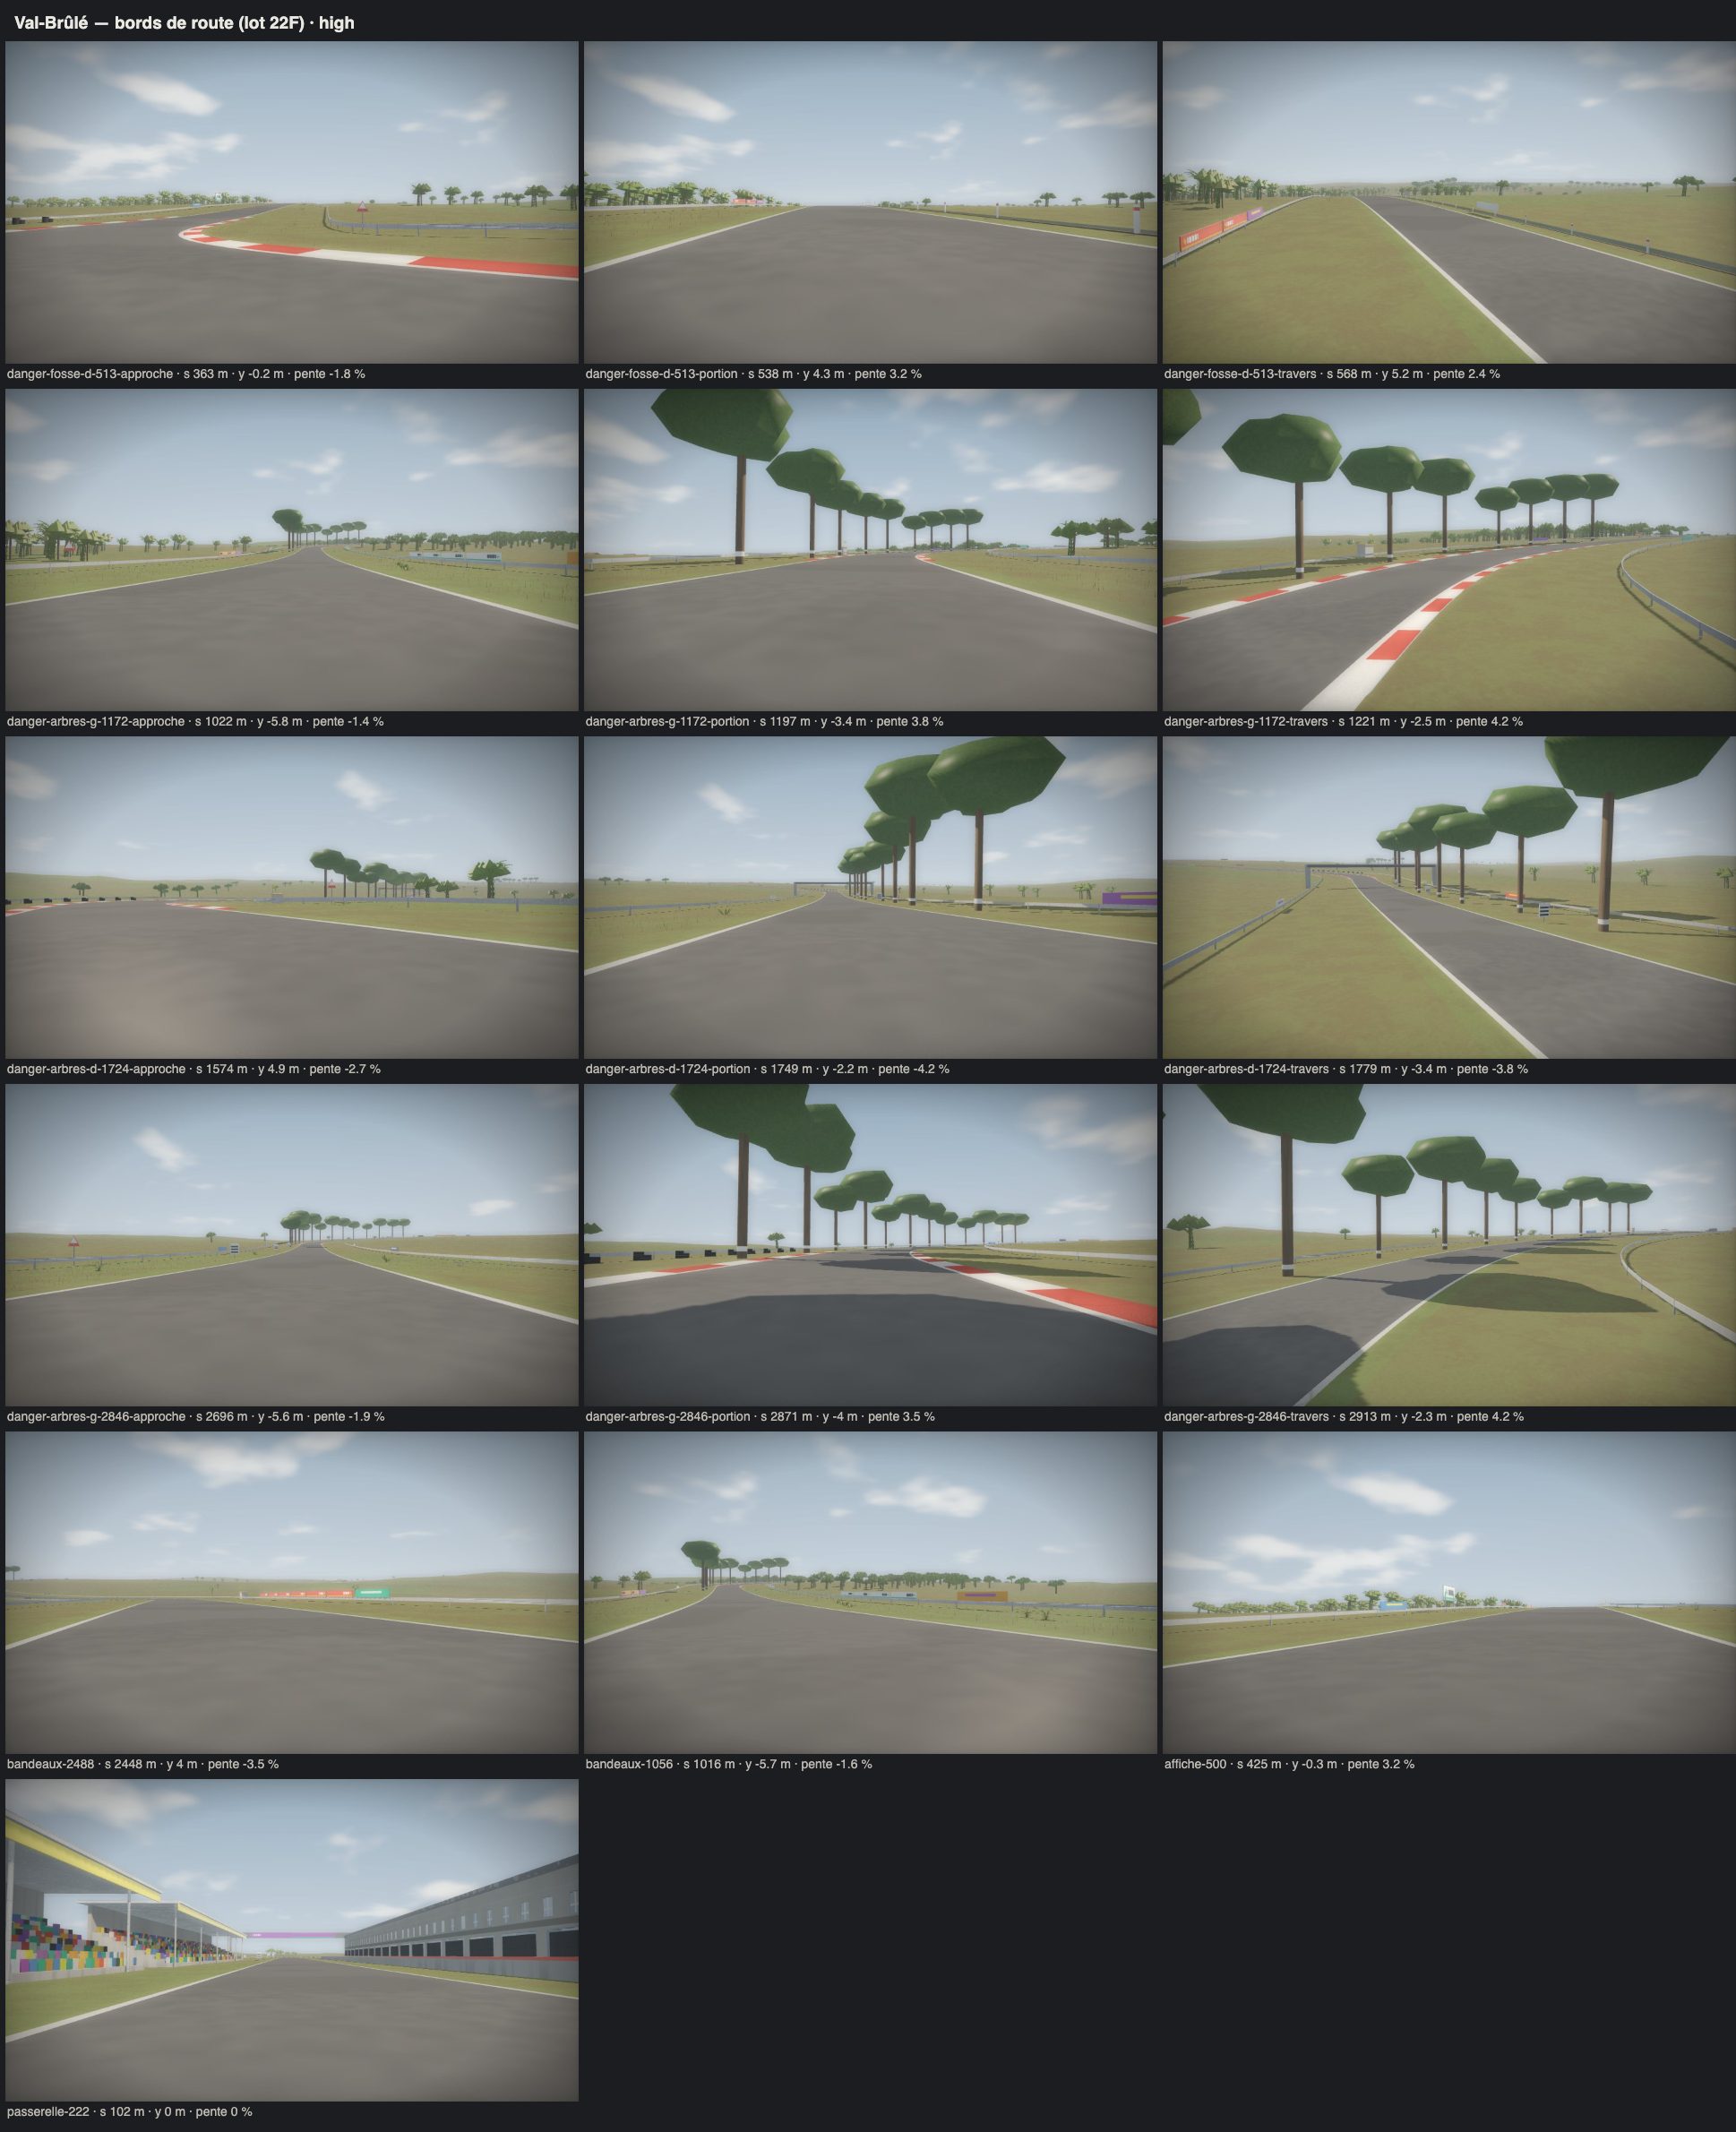 Val-Brûlé — bords de route (lot 22F) · high
danger-fosse-d-513-approche · s 363 m · y -0.2 m · pente -1.8 %
danger-fosse-d-513-portion · s 538 m · y 4.3 m · pente 3.2 %
danger-fosse-d-513-travers · s 568 m · y 5.2 m · pente 2.4 %
danger-arbres-g-1172-approche · s 1022 m · y -5.8 m · pente -1.4 %
danger-arbres-g-1172-portion · s 1197 m · y -3.4 m · pente 3.8 %
danger-arbres-g-1172-travers · s 1221 m · y -2.5 m · pente 4.2 %
danger-arbres-d-1724-approche · s 1574 m · y 4.9 m · pente -2.7 %
danger-arbres-d-1724-portion · s 1749 m · y -2.2 m · pente -4.2 %
danger-arbres-d-1724-travers · s 1779 m · y -3.4 m · pente -3.8 %
danger-arbres-g-2846-approche · s 2696 m · y -5.6 m · pente -1.9 %
danger-arbres-g-2846-portion · s 2871 m · y -4 m · pente 3.5 %
danger-arbres-g-2846-travers · s 2913 m · y -2.3 m · pente 4.2 %
bandeaux-2488 · s 2448 m · y 4 m · pente -3.5 %
bandeaux-1056 · s 1016 m · y -5.7 m · pente -1.6 %
affiche-500 · s 425 m · y -0.3 m · pente 3.2 %
passerelle-222 · s 102 m · y 0 m · pente 0 %